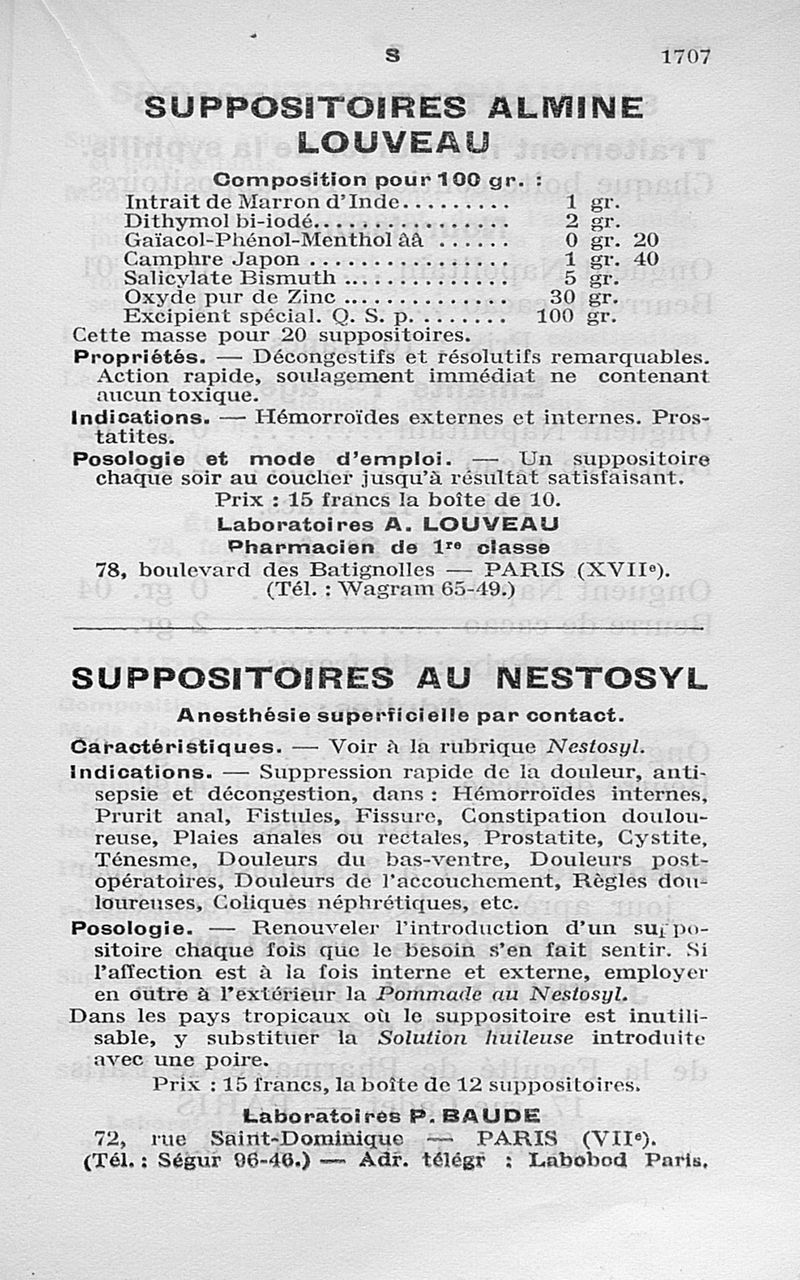 S 1707
SUPPOSITOIRES ALMINE
LOUVEAU
Composition pour 100 gr. :
Intrait de Marron d'Inde......... 1 gr.
Dithymol bi-iodé................. 2 gr.
Gaïacol-Phénol-Menthol ââ ...... 0 gr. 20
Camphre Japon ................ 1 gr. 40
Salicylate Bismuth .............. 5 gr.
Oxyde pur de Zinc .............. 30 gr.
Excipient spécial. Q. S. p. ........ 100 gr.
Cette masse pour 20 suppositoires.
Propriétés. — Décongestifs et résolutifs remarquables.
Action rapide, soulagement immédiat ne contenant
aucun toxique.
Indications. — Hémorroïdes externes et internes. Pros-
tatites.
Posologie et mode d'emploi. — Un suppositoire
chaque soir au coucher jusqu'à résultat satisfaisant.
Prix : 15 francs la boîte de 10.
Laboratoires A. LOUVEAU
Pharmacien de 1re classe
78, boulevard des Batignolles — PARIS (XVIIe).
(Tél. : Wagram 65-49.)
SUPPOSITOIRES AU NESTOSYL
Anesthésie superficielle par contact.
Caractéristiques. — Voir à la rubrique Nestosyl.
Indications. — Suppression rapide de la douleur, anti-
sepsie et décongestion, dans : Hémorroïdes internes,
Prurit anal, Fistules, Fissure, Constipation doulou-
reuse, Plaies anales ou rectales, Prostatite, Cystite,
Ténesme, Douleurs du bas-ventre, Douleurs post-
opératoires, Douleurs de l'accouchement, Règles dou-
loureuses, Coliques néphrétiques, etc.
Posologie. — Renouveler l'introduction d'un suppo-
sitoire chaque fois que le besoin s'en fait sentir. Si
l'affection est à la fois interne et externe, employer
en outre à l'extérieur la Pommade au Nestosyl.
Dans les pays tropicaux où le suppositoire est inutili-
sable, y substituer la Solution huileuse introduite
avec une poire.
Prix : 15 francs, la boîte de 12 suppositoires.
Laboratoires P. BAUDE
72, rue Saint-Dominique — PARIS (VIIe).
(Tél. : Ségur 96-46.) — Adr. télégr : Labobod Paris.